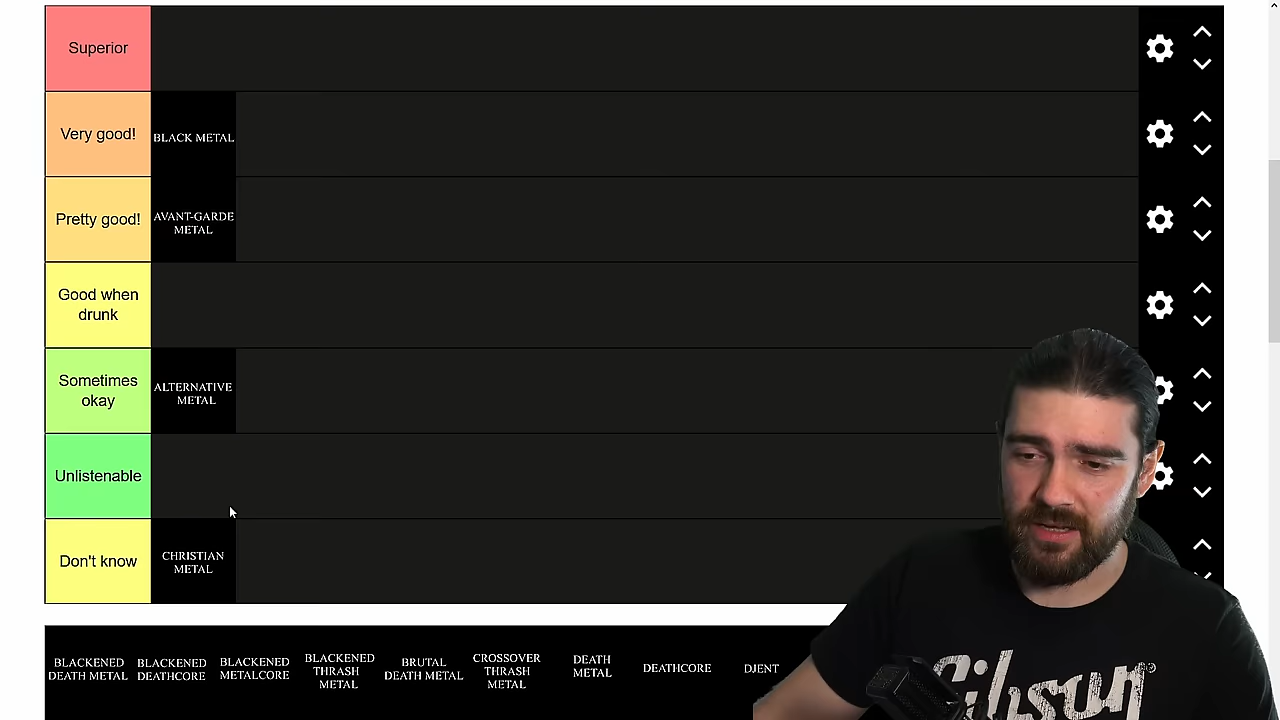 Superior
Very good!
BLACK METAL
Pretty good!
AVANT-GARDE
METAL
Good when
drunk
Sometimes
okay
ALTERNATIVE
METAL
Unlistenable
Don't know
CHRISTIAN
METAL
BLACKENED
DEATH METAL
BLACKENED
DEATHCORE
BLACKENED
METALCORE
BLACKENED
THRASH
METAL
BRUTAL
DEATH METAL
CROSSOVER
THRASH
METAL
DEATH
METAL
DEATHCORE
DJENT
Gibson